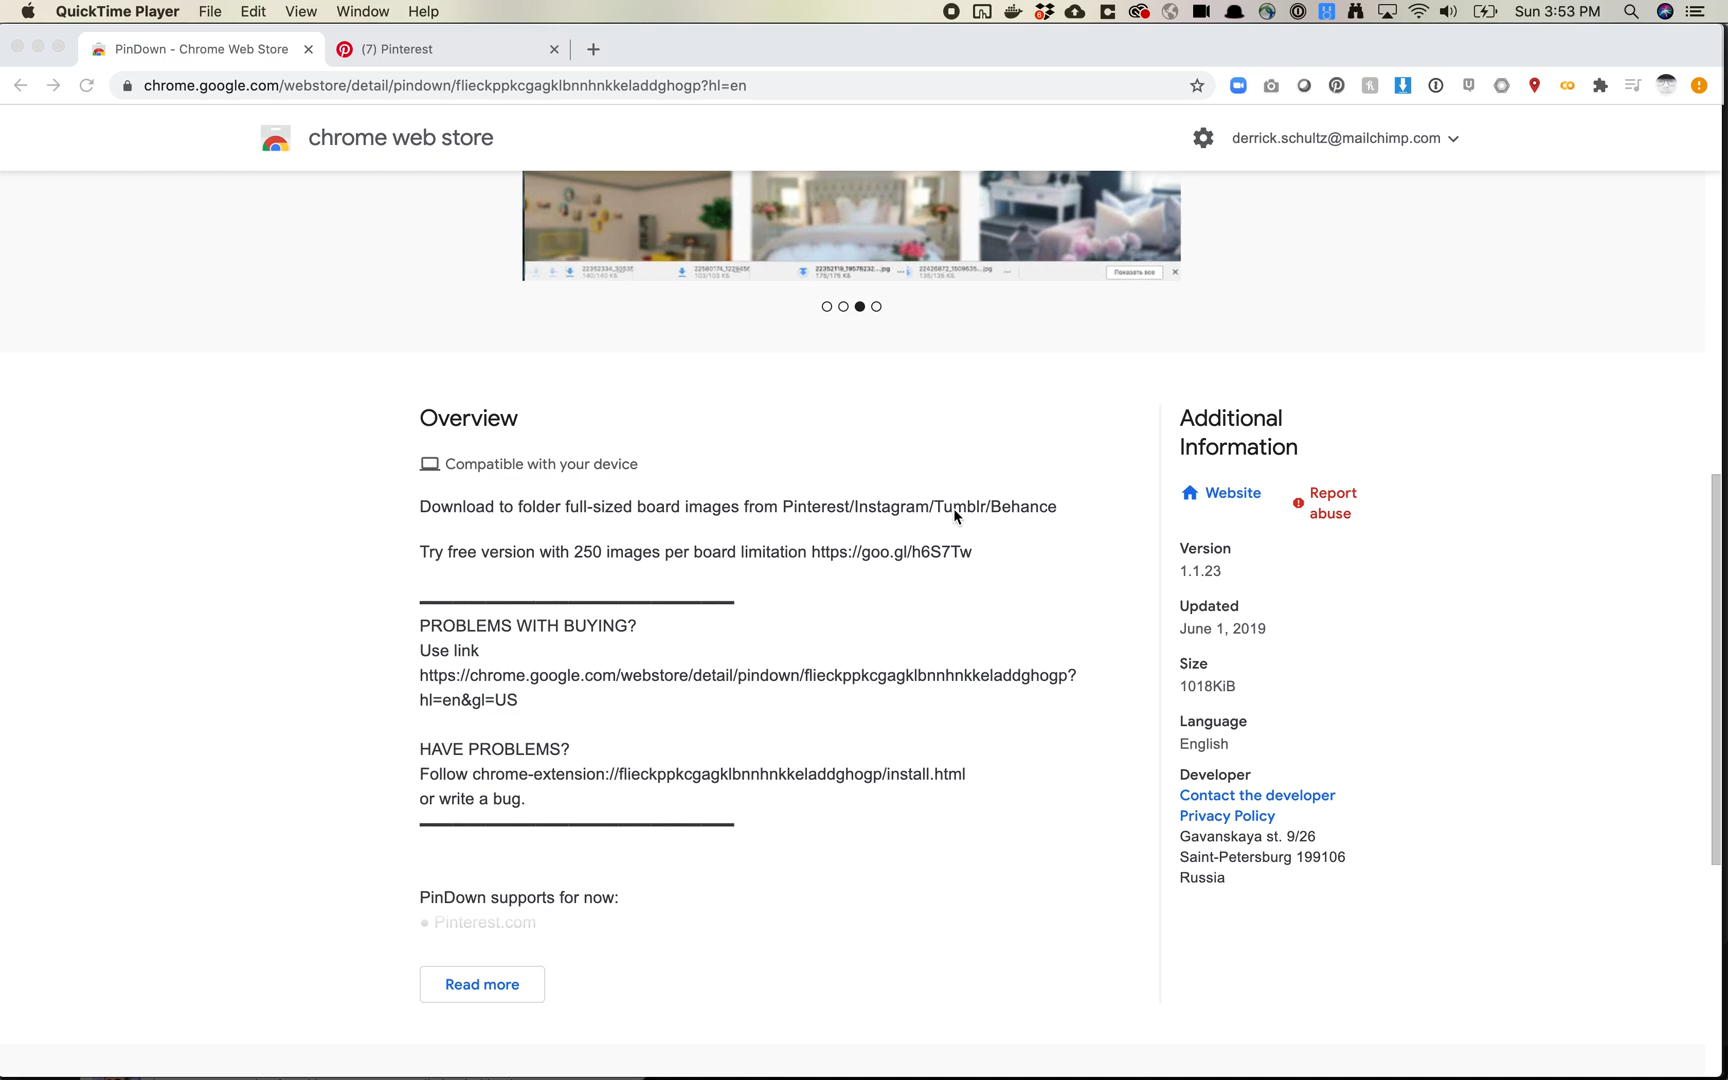 QuickTime Player File Edit View Window Help Sun 3:53 PM
PinDown - Chrome Web Store (7) Pinterest
chrome.google.com/webstore/detail/pindown/flieckppkcgagklbnnhnkkeladdghogp?hl=en
chrome web store derrick.schultz@mailchimp.com
Показать все
Overview
Compatible with your device
Download to folder full-sized board images from Pinterest/Instagram/Tumblr/Behance
Try free version with 250 images per board limitation https://goo.gl/h6S7Tw
PROBLEMS WITH BUYING?
Use link
https://chrome.google.com/webstore/detail/pindown/flieckppkcgagklbnnhnkkeladdghogp?
hl=en&gl=US
HAVE PROBLEMS?
Follow chrome-extension://flieckppkcgagklbnnhnkkeladdghogp/install.html
or write a bug.
PinDown supports for now:
● Pinterest.com
Read more
Additional
Information
Website
Report
abuse
Version
1.1.23
Updated
June 1, 2019
Size
1018KiB
Language
English
Developer
Contact the developer
Privacy Policy
Gavanskaya st. 9/26
Saint-Petersburg 199106
Russia